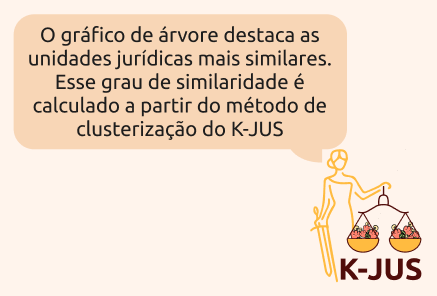 O gráfico de árvore destaca as
unidades jurídicas mais similares.
Esse grau de similaridade é
calculado a partir do método de
clusterização do K-JUS
K-JUS